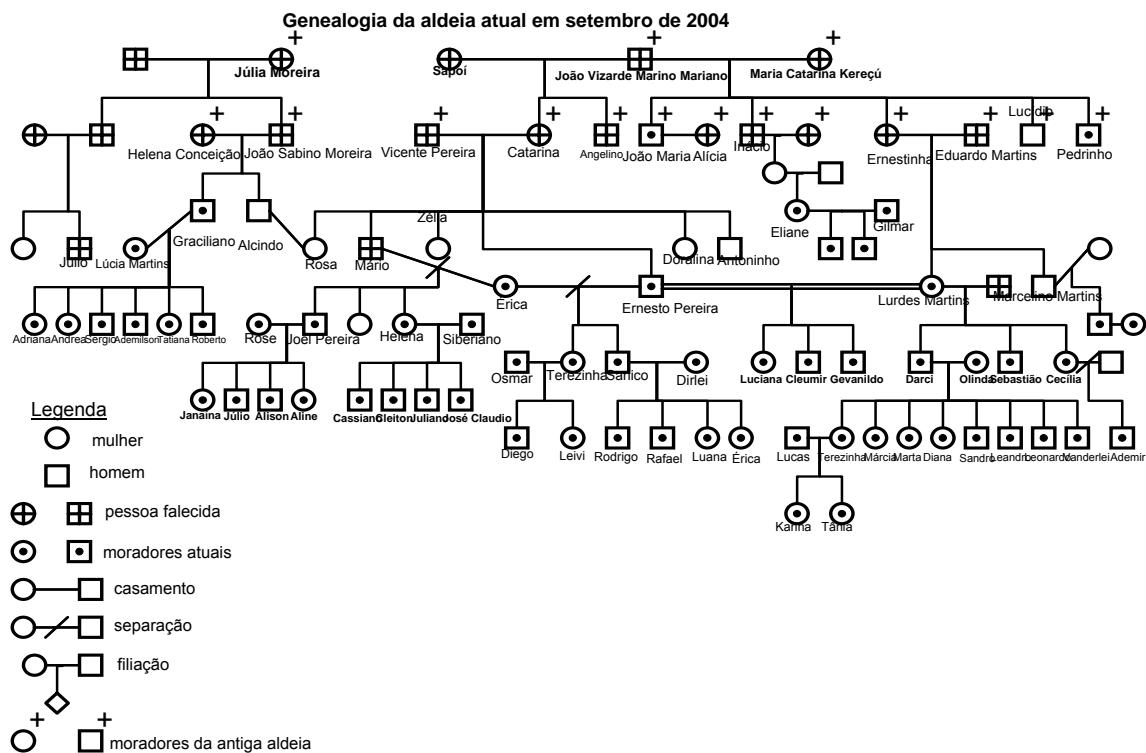 Genealogia da aldeia atual em setembro de 2004
Júlia Moreira
Sapoí
João Vizarde Marino Mariano
Maria Catarina Kereçú
Lucídio
Helena Conceição
João Sabino Moreira
Vicente Pereira
Catarina
Angelino
João Maria
Alícia
Inácio
Ernestinha
Eduardo Martins
Pedrinho
Zélia
Eliane
Gilmar
Júlio
Lúcia Martins
Graciliano
Alcindo
Rosa
Mário
Doralina
Antoninho
Érica
Ernesto Pereira
Lurdes Martins
Marcelino Martins
Adriana
Andrea
Sergio
Ademilson
Tatiana
Roberto
Rose
Joel Pereira
Helena
Siberiano
Osmar
Terezinha
Sarico
Dirlei
Luciana
Cleumir
Gevanildo
Darci
Olinda
Sebastião
Cecília
Janaina
Júlio
Alison
Aline
Cassiano
Cleiton
Juliano
José Claudio
Diego
Leivi
Rodrigo
Rafael
Luana
Érica
Lucas
Terezinha
Márcia
Marta
Diana
Sandro
Leandro
Leonardo
Vanderlei
Ademir
Karina
Tânia
Legenda
mulher
homem
pessoa falecida
moradores atuais
casamento
separação
filiação
moradores da antiga aldeia